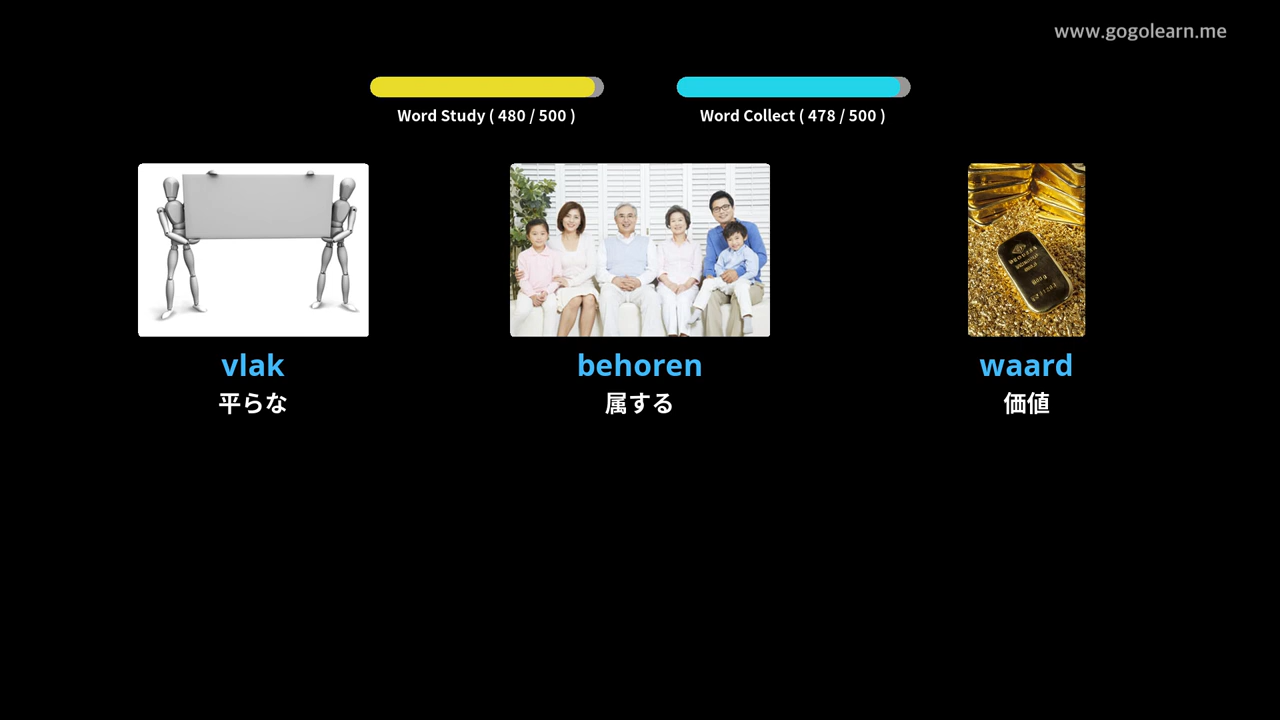 www.gogolearn.me
Word Study ( 480 / 500 )
Word Collect ( 478 / 500 )
vlak
平らな
behoren
属する
waard
価値